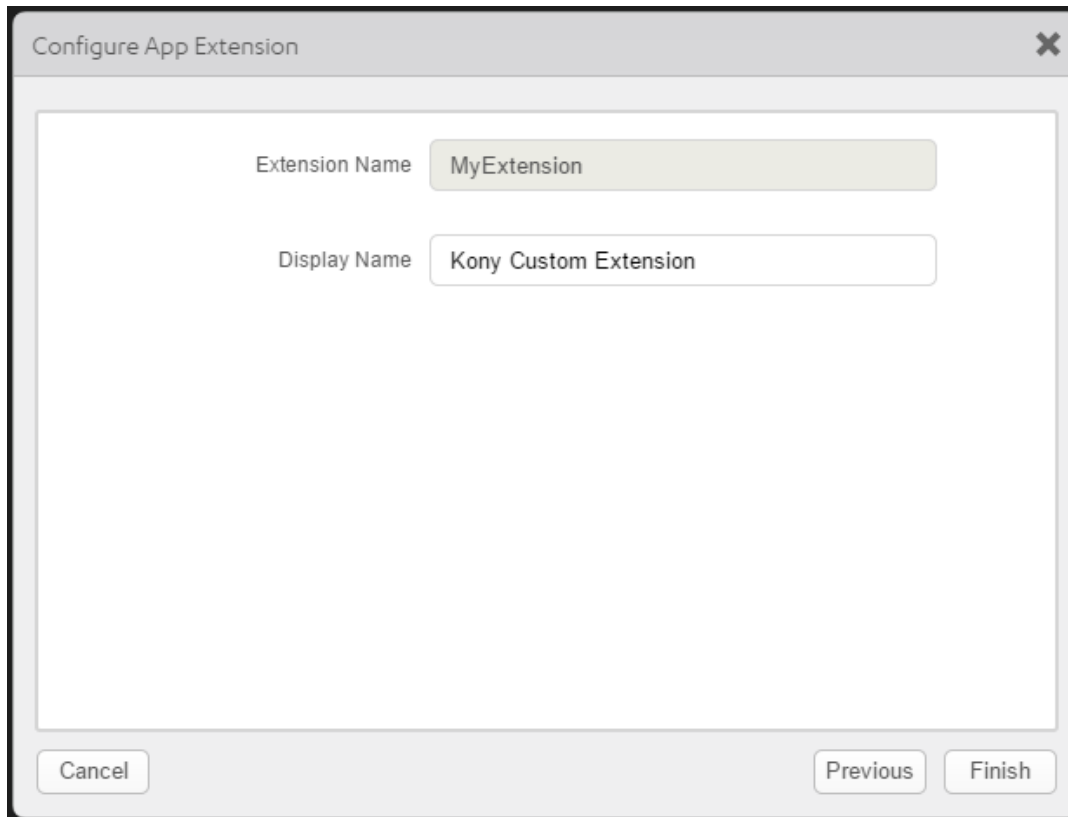 Configure App Extension
Extension Name MyExtension
Display Name Kony Custom Extension
Cancel Previous Finish